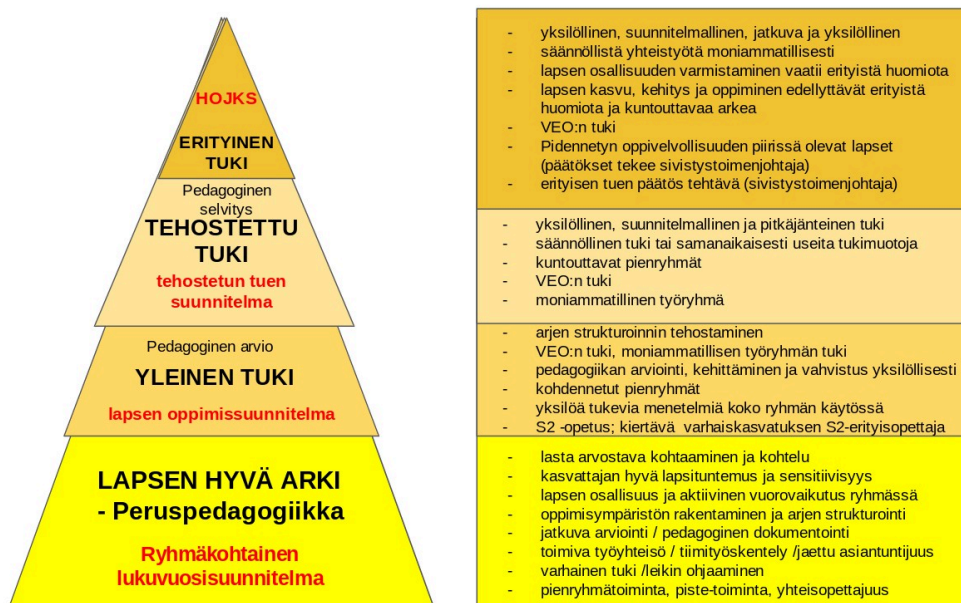 HOJKS
ERITYINEN
TUKI
Pedagoginen
selvitys
TEHOSTETTU
TUKI
tehostetun tuen
suunnitelma
Pedagoginen arvio
YLEINEN TUKI
lapsen oppimissuunnitelma
LAPSEN HYVÄ ARKI
- Peruspedagogiikka
Ryhmäkohtainen
lukuvuosisuunnitelma
- yksilöllinen, suunnitelmallinen, jatkuva ja yksilöllinen
- säännöllistä yhteistyötä moniammatillisesti
- lapsen osallisuuden varmistaminen vaatii erityistä huomiota
- lapsen kasvu, kehitys ja oppiminen edellyttävät erityistä
huomiota ja kuntouttavaa arkea
- VEO:n tuki
- Pidennetyn oppivelvollisuuden piirissä olevat lapset
(päätökset tekee sivistystoimenjohtaja)
- erityisen tuen päätös tehtävä (sivistystoimenjohtaja)
- yksilöllinen, suunnitelmallinen ja pitkäjänteinen tuki
- säännöllinen tuki tai samanaikaisesti useita tukimuotoja
- kuntouttavat pienryhmät
- VEO:n tuki
- moniammatillinen työryhmä
- arjen strukturoinnin tehostaminen
- VEO:n tuki, moniammatillisen työryhmän tuki
- pedagogiikan arviointi, kehittäminen ja vahvistus yksilöllisesti
- kohdennetut pienryhmät
- yksilöä tukevia menetelmiä koko ryhmän käytössä
- S2 -opetus; kiertävä varhaiskasvatuksen S2-erityisopettaja
- lasta arvostava kohtaaminen ja kohtelu
- kasvattajan hyvä lapsituntemus ja sensitiivisyys
- lapsen osallisuus ja aktiivinen vuorovaikutus ryhmässä
- oppimisympäristön rakentaminen ja arjen strukturointi
- jatkuva arviointi / pedagoginen dokumentointi
- toimiva työyhteisö / tiimityöskentely /jaettu asiantuntijuus
- varhainen tuki /leikin ohjaaminen
- pienryhmätoiminta, piste-toiminta, yhteisopettajuus